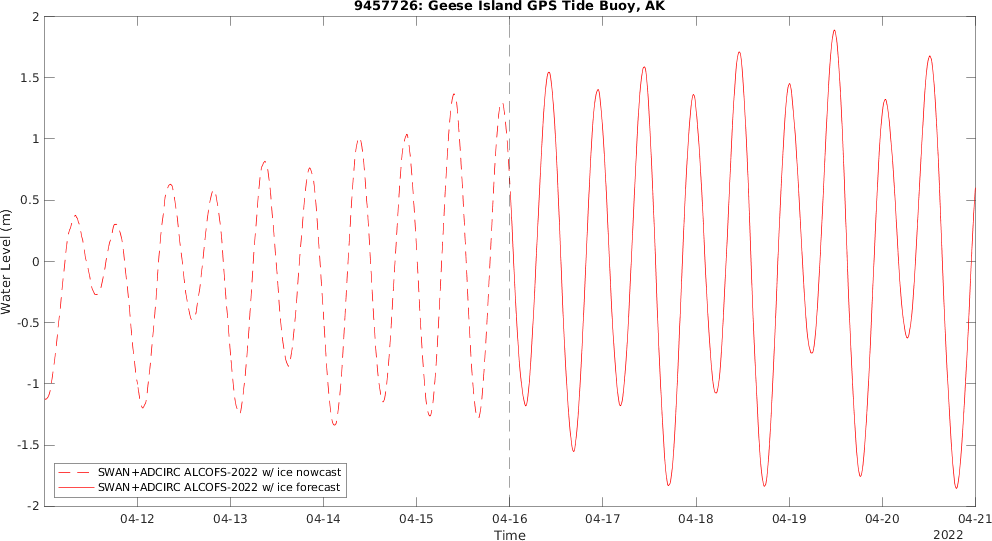 9457726: Geese Island GPS Tide Buoy, AK
2
1.5
1
0.5
0
-0.5
-1
-1.5
-2
Water Level (m)
SWAN+ADCIRC ALCOFS-2022 w/ ice nowcast
SWAN+ADCIRC ALCOFS-2022 w/ ice forecast
04-12 04-13 04-14 04-15 04-16 04-17 04-18 04-19 04-20 04-21
Time
2022